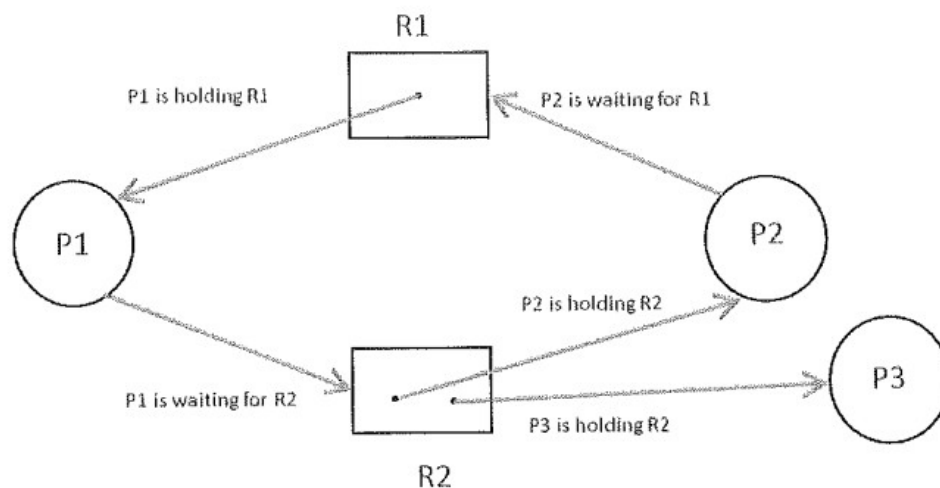 R1
P1 is holding R1
P2 is waiting for R1
P1
P2
P2 is holding R2
P3
P1 is waiting for R2
P3 is holding R2
R2